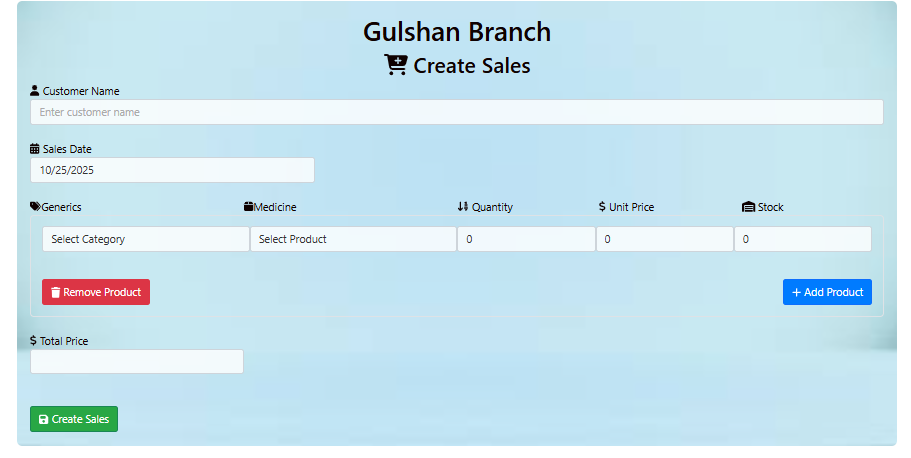 Gulshan Branch
Create Sales
Customer Name
Enter customer name
Sales Date
10/25/2025
Generics Medicine Quantity $ Unit Price Stock
Select Category Select Product 0 0 0
Remove Product + Add Product
$ Total Price
Create Sales